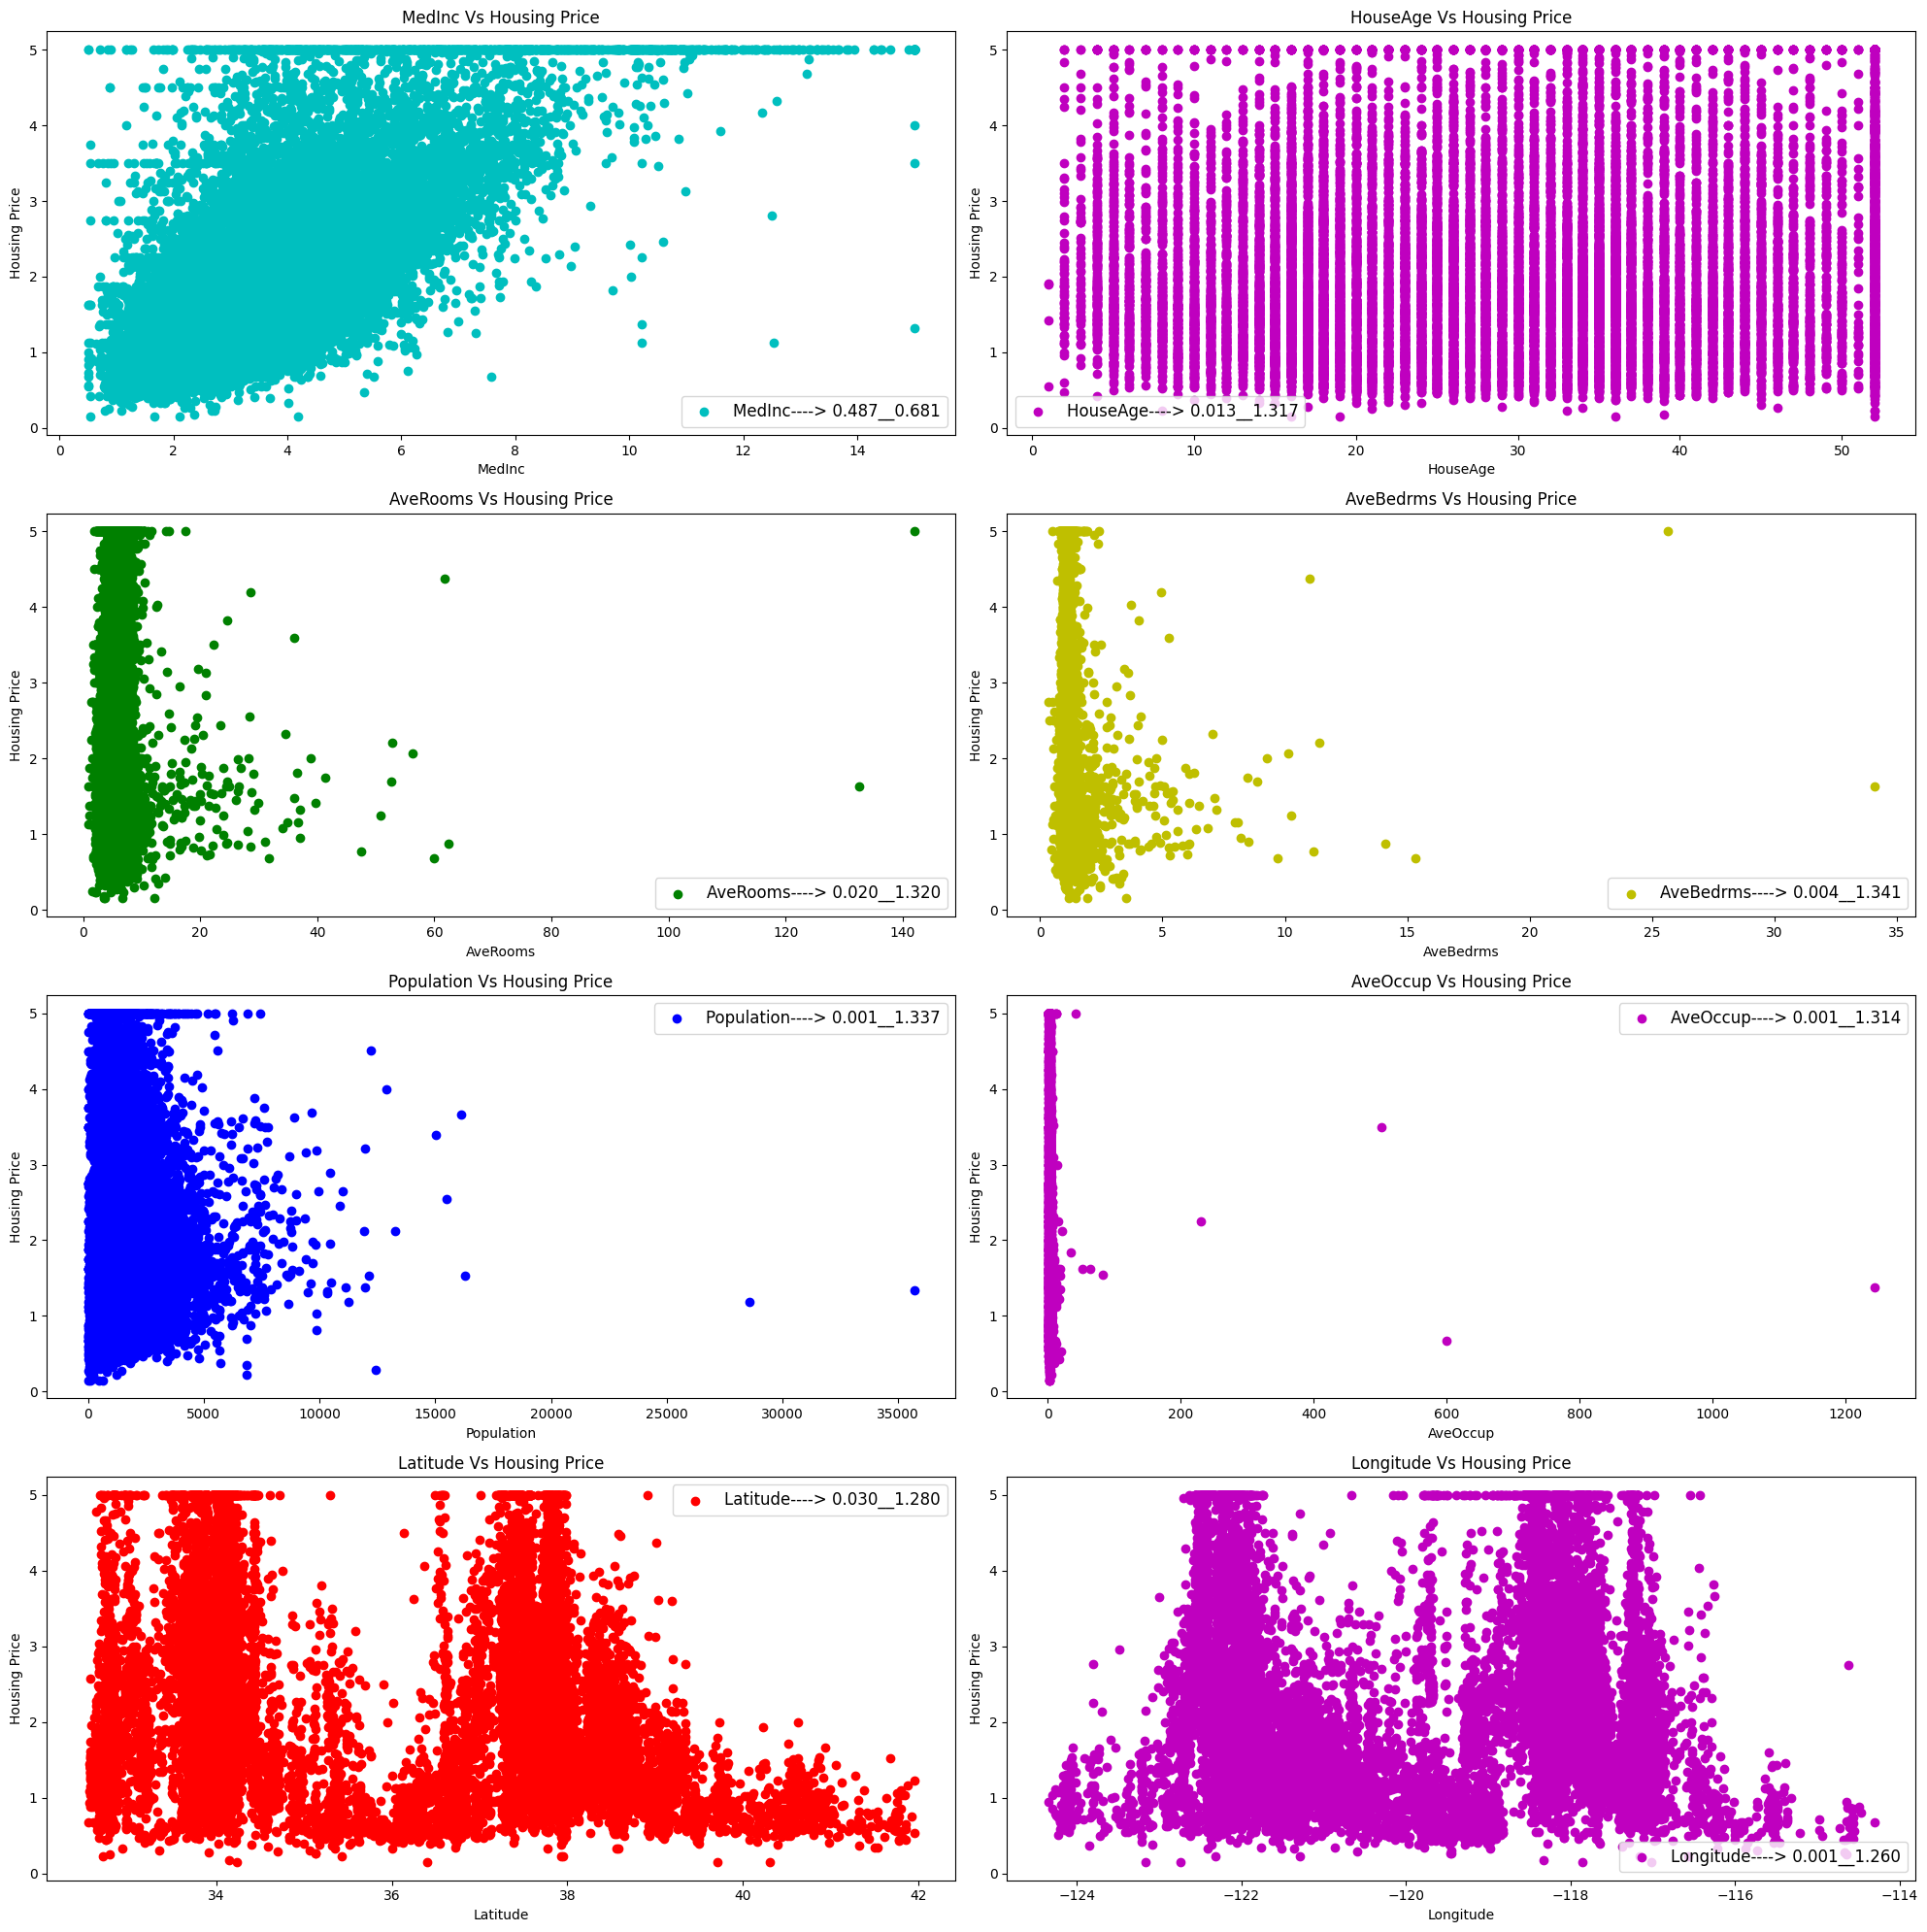 MedInc Vs Housing Price
Housing Price
5
4
3
2
1
0
MedInc----> 0.487__0.681
0 2 4 6 8 10 12 14
MedInc
HouseAge Vs Housing Price
Housing Price
5
4
3
2
1
0
HouseAge----> 0.013__1.317
0 10 20 30 40 50
HouseAge
AveRooms Vs Housing Price
Housing Price
5
4
3
2
1
0
AveRooms----> 0.020__1.320
0 20 40 60 80 100 120 140
AveRooms
AveBedrms Vs Housing Price
Housing Price
5
4
3
2
1
0
AveBedrms----> 0.004__1.341
0 5 10 15 20 25 30 35
AveBedrms
Population Vs Housing Price
Population----> 0.001__1.337
Housing Price
5
4
3
2
1
0
0 5000 10000 15000 20000 25000 30000 35000
Population
AveOccup Vs Housing Price
AveOccup----> 0.001__1.314
Housing Price
5
4
3
2
1
0
0 200 400 600 800 1000 1200
AveOccup
Latitude Vs Housing Price
Latitude----> 0.030__1.280
Housing Price
5
4
3
2
1
0
34 36 38 40 42
Latitude
Longitude Vs Housing Price
Housing Price
5
4
3
2
1
0
Longitude----> 0.001__1.260
−124 −122 −120 −118 −116 −114
Longitude